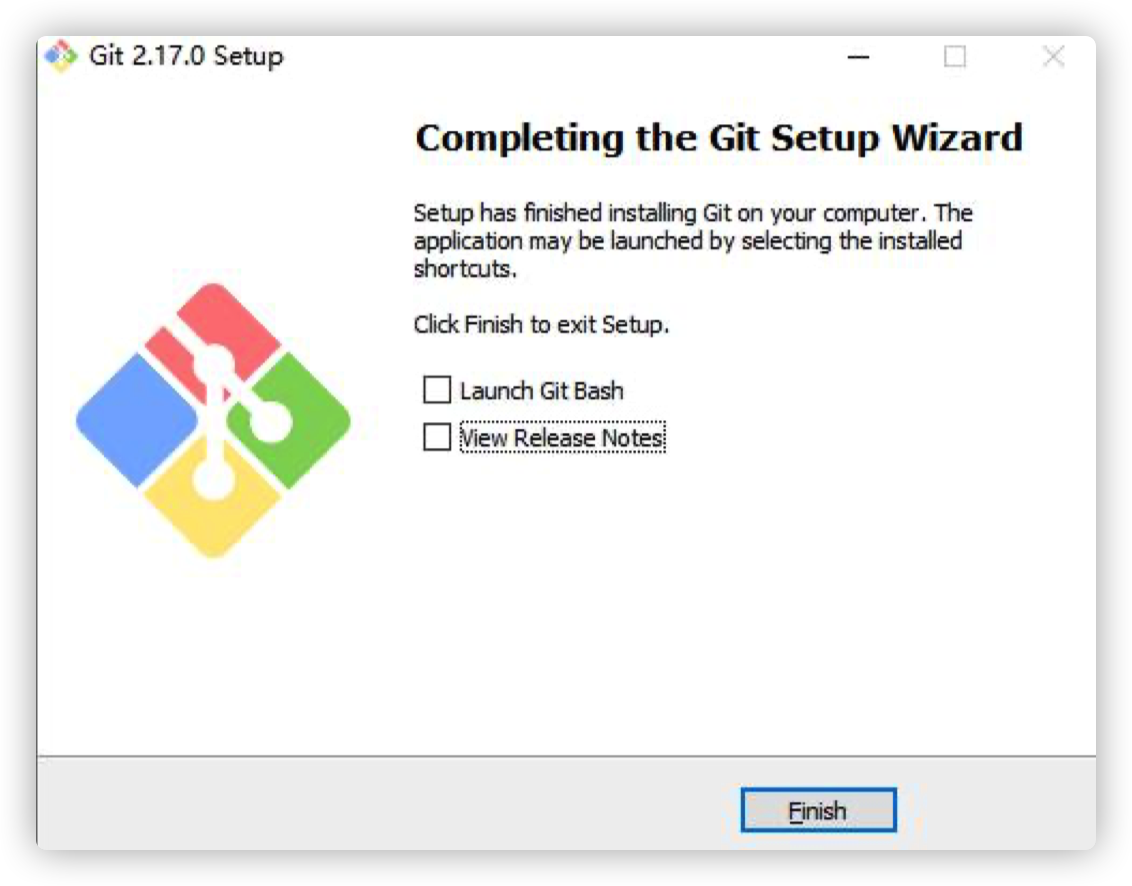 Git 2.17.0 Setup
Completing the Git Setup Wizard
Setup has finished installing Git on your computer. The
application may be launched by selecting the installed
shortcuts.
Click Finish to exit Setup.
Launch Git Bash
View Release Notes
Finish